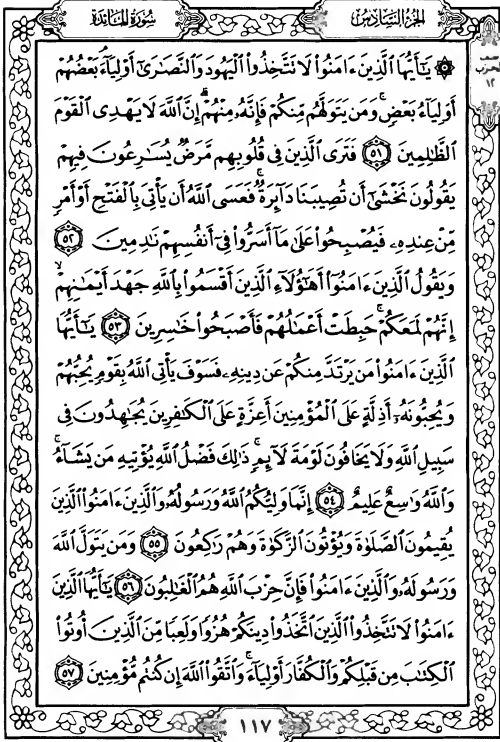 الجزء السادس
سورة المائدة
نصف
الحزب
١٢
۞ يَـٰٓأَيُّهَا ٱلَّذِينَ ءَامَنُوا۟ لَا تَتَّخِذُوا۟ ٱلْيَهُودَ وَٱلنَّصَـٰرَىٰٓ أَوْلِيَآءَ ۘ بَعْضُهُمْ
أَوْلِيَآءُ بَعْضٍ ۚ وَمَن يَتَوَلَّهُم مِّنكُمْ فَإِنَّهُۥ مِنْهُمْ ۗ إِنَّ ٱللَّهَ لَا يَهْدِى ٱلْقَوْمَ
ٱلظَّـٰلِمِينَ ٥١ فَتَرَى ٱلَّذِينَ فِى قُلُوبِهِم مَّرَضٌ يُسَـٰرِعُونَ فِيهِمْ
يَقُولُونَ نَخْشَىٰٓ أَن تُصِيبَنَا دَآئِرَةٌ ۚ فَعَسَى ٱللَّهُ أَن يَأْتِىَ بِٱلْفَتْحِ أَوْ أَمْرٍ
مِّنْ عِندِهِۦ فَيُصْبِحُوا۟ عَلَىٰ مَآ أَسَرُّوا۟ فِىٓ أَنفُسِهِمْ نَـٰدِمِينَ ٥٢
وَيَقُولُ ٱلَّذِينَ ءَامَنُوٓا۟ أَهَـٰٓؤُلَآءِ ٱلَّذِينَ أَقْسَمُوا۟ بِٱللَّهِ جَهْدَ أَيْمَـٰنِهِمْ ۙ
إِنَّهُمْ لَمَعَكُمْ ۚ حَبِطَتْ أَعْمَـٰلُهُمْ فَأَصْبَحُوا۟ خَـٰسِرِينَ ٥٣ يَـٰٓأَيُّهَا
ٱلَّذِينَ ءَامَنُوا۟ مَن يَرْتَدَّ مِنكُمْ عَن دِينِهِۦ فَسَوْفَ يَأْتِى ٱللَّهُ بِقَوْمٍ يُحِبُّهُمْ
وَيُحِبُّونَهُۥٓ أَذِلَّةٍ عَلَى ٱلْمُؤْمِنِينَ أَعِزَّةٍ عَلَى ٱلْكَـٰفِرِينَ يُجَـٰهِدُونَ فِى
سَبِيلِ ٱللَّهِ وَلَا يَخَافُونَ لَوْمَةَ لَآئِمٍ ۚ ذَٰلِكَ فَضْلُ ٱللَّهِ يُؤْتِيهِ مَن يَشَآءُ ۚ
وَٱللَّهُ وَٰسِعٌ عَلِيمٌ ٥٤ إِنَّمَا وَلِيُّكُمُ ٱللَّهُ وَرَسُولُهُۥ وَٱلَّذِينَ ءَامَنُوا۟ ٱلَّذِينَ
يُقِيمُونَ ٱلصَّلَوٰةَ وَيُؤْتُونَ ٱلزَّكَوٰةَ وَهُمْ رَٰكِعُونَ ٥٥ وَمَن يَتَوَلَّ ٱللَّهَ
وَرَسُولَهُۥ وَٱلَّذِينَ ءَامَنُوا۟ فَإِنَّ حِزْبَ ٱللَّهِ هُمُ ٱلْغَـٰلِبُونَ ٥٦ يَـٰٓأَيُّهَا ٱلَّذِينَ
ءَامَنُوا۟ لَا تَتَّخِذُوا۟ ٱلَّذِينَ ٱتَّخَذُوا۟ دِينَكُمْ هُزُوًا وَلَعِبًا مِّنَ ٱلَّذِينَ أُوتُوا۟
ٱلْكِتَـٰبَ مِن قَبْلِكُمْ وَٱلْكُفَّارَ أَوْلِيَآءَ ۚ وَٱتَّقُوا۟ ٱللَّهَ إِن كُنتُم مُّؤْمِنِينَ ٥٧
١١٧